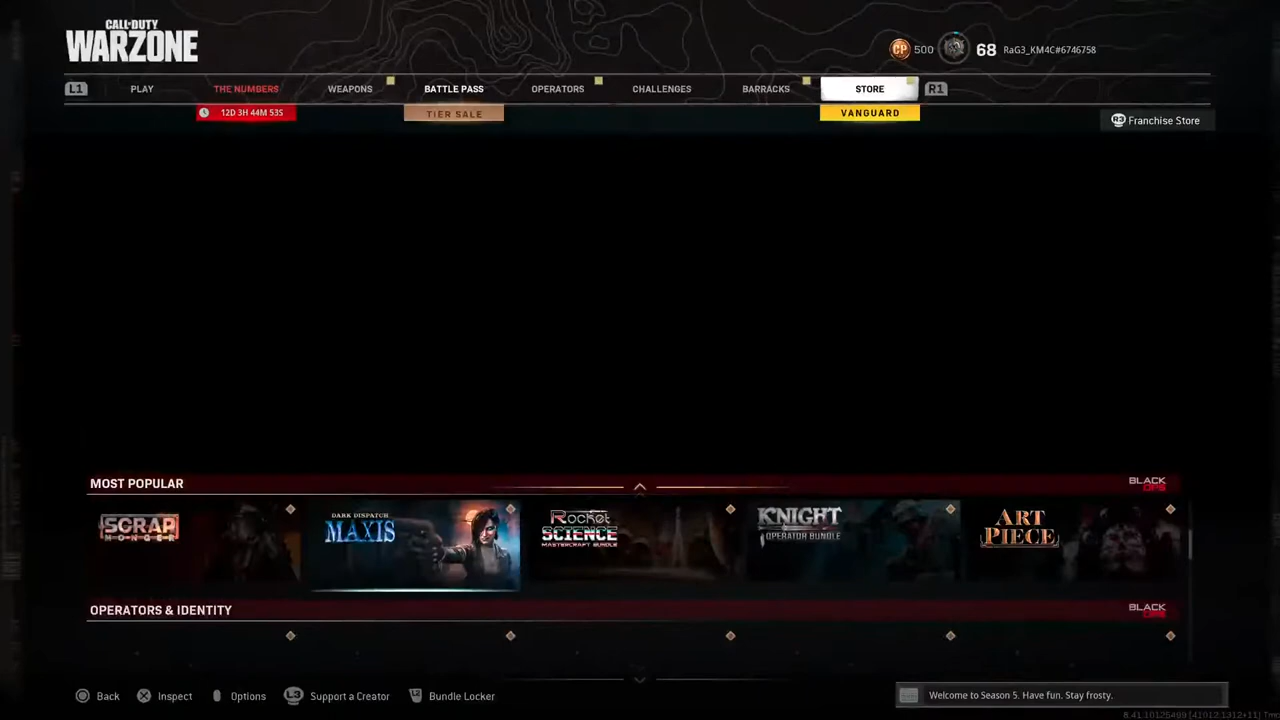 CALL OF DUTY
WARZONE
CP 500 68 RaG3_KM4C#6746758
L1 PLAY THE NUMBERS WEAPONS BATTLE PASS OPERATORS CHALLENGES BARRACKS STORE R1
12D 3H 44M 53S TIER SALE VANGUARD
R3 Franchise Store
MOST POPULAR BLACK OPS
SCRAP
MONGER
DARK DISPATCH
MAXIS
Rocket
SCIENCE
MASTERCRAFT BUNDLE
KNIGHT
OPERATOR BUNDLE
ART
PIECE
OPERATORS & IDENTITY BLACK OPS
Back Inspect Options L3 Support a Creator L2 Bundle Locker
Welcome to Season 5. Have fun. Stay frosty.